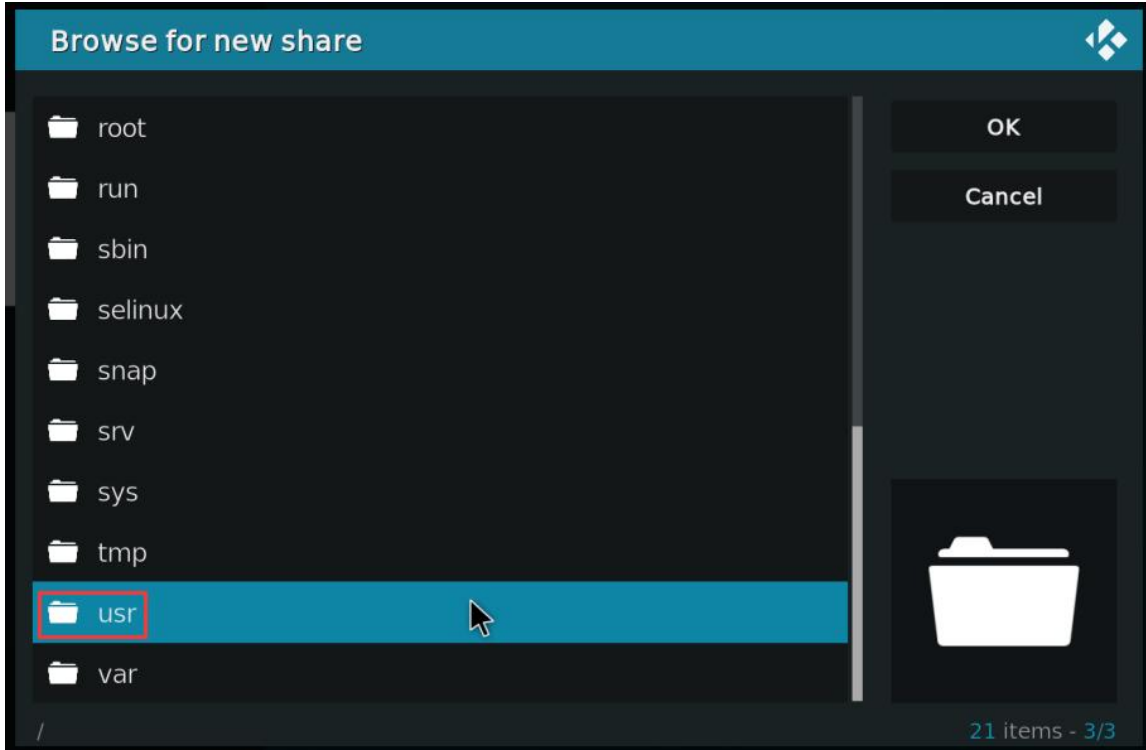 Browse for new share
root
run
sbin
selinux
snap
srv
sys
tmp
usr
var
OK
Cancel
/
21 items - 3/3